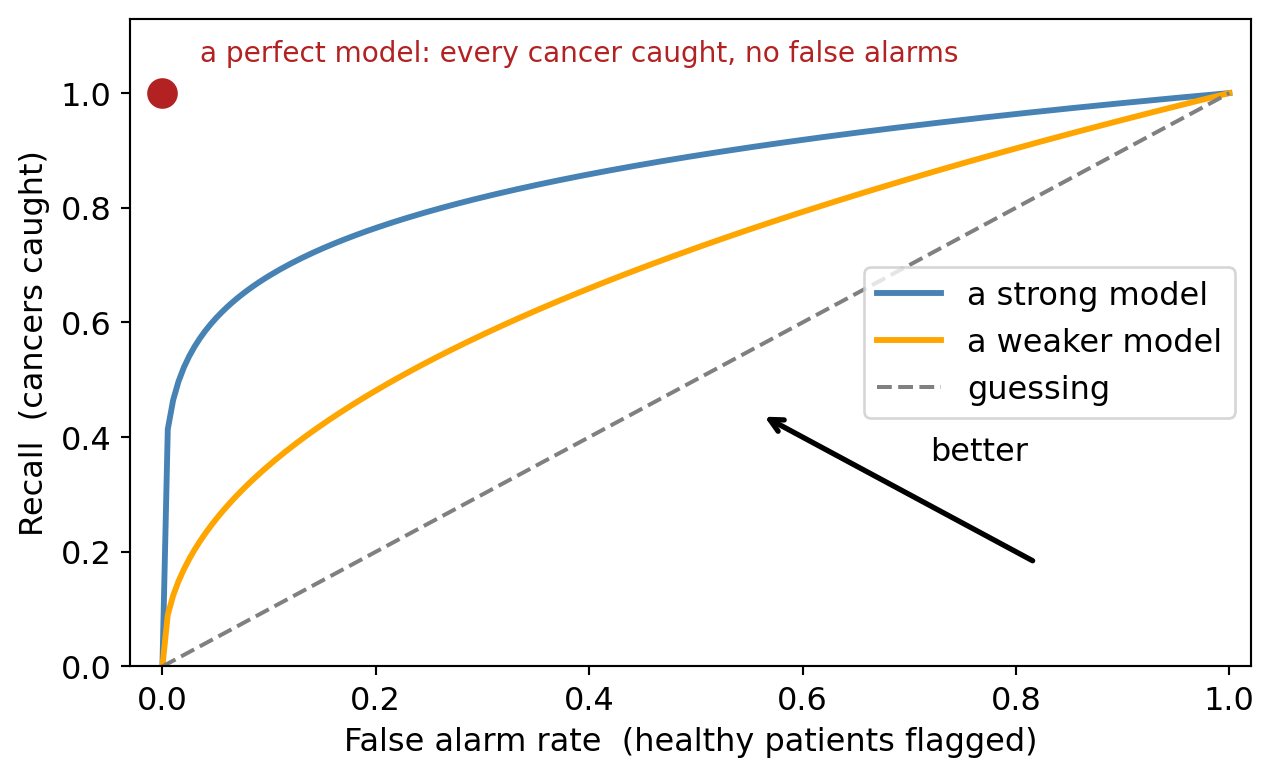 a perfect model: every cancer caught, no false alarms
1.0
0.8
0.6
0.4
0.2
0.0
Recall (cancers caught)
a strong model
a weaker model
guessing
better
0.0 0.2 0.4 0.6 0.8 1.0
False alarm rate (healthy patients flagged)